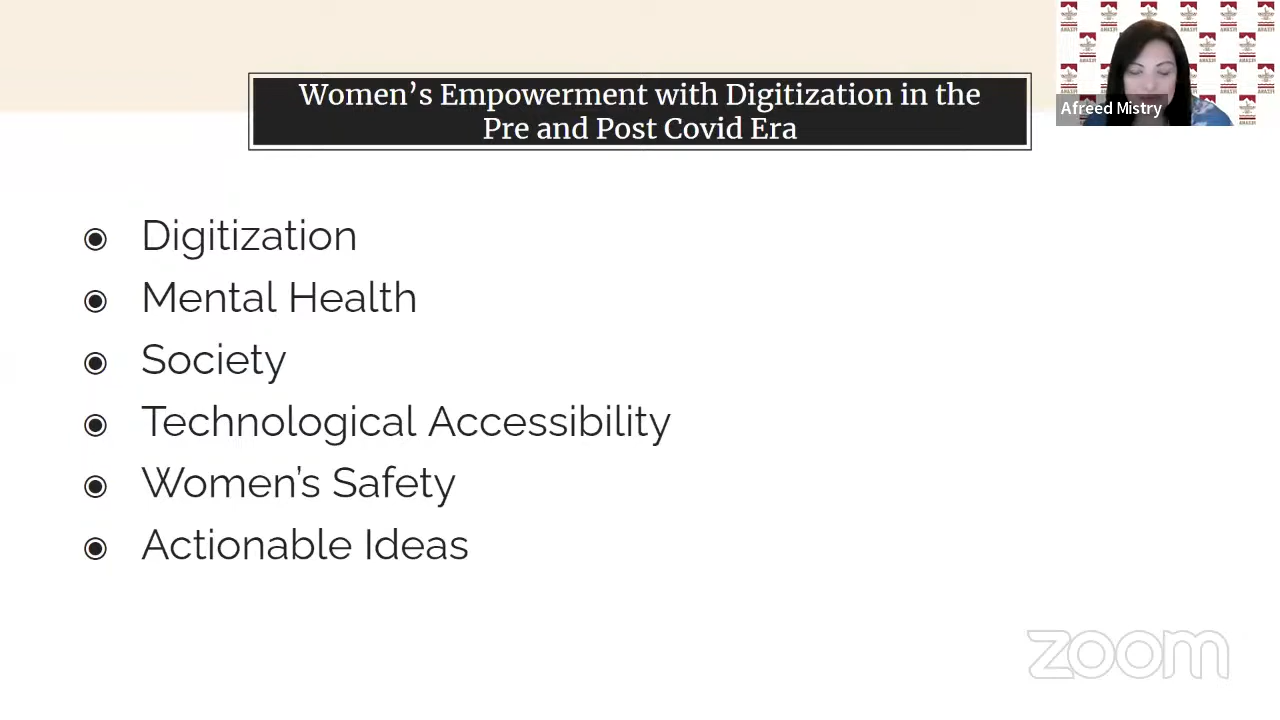 Women’s Empowerment with Digitization in the
Pre and Post Covid Era
Afreed Mistry
FEZANA
◉ Digitization
◉ Mental Health
◉ Society
◉ Technological Accessibility
◉ Women’s Safety
◉ Actionable Ideas
zoom